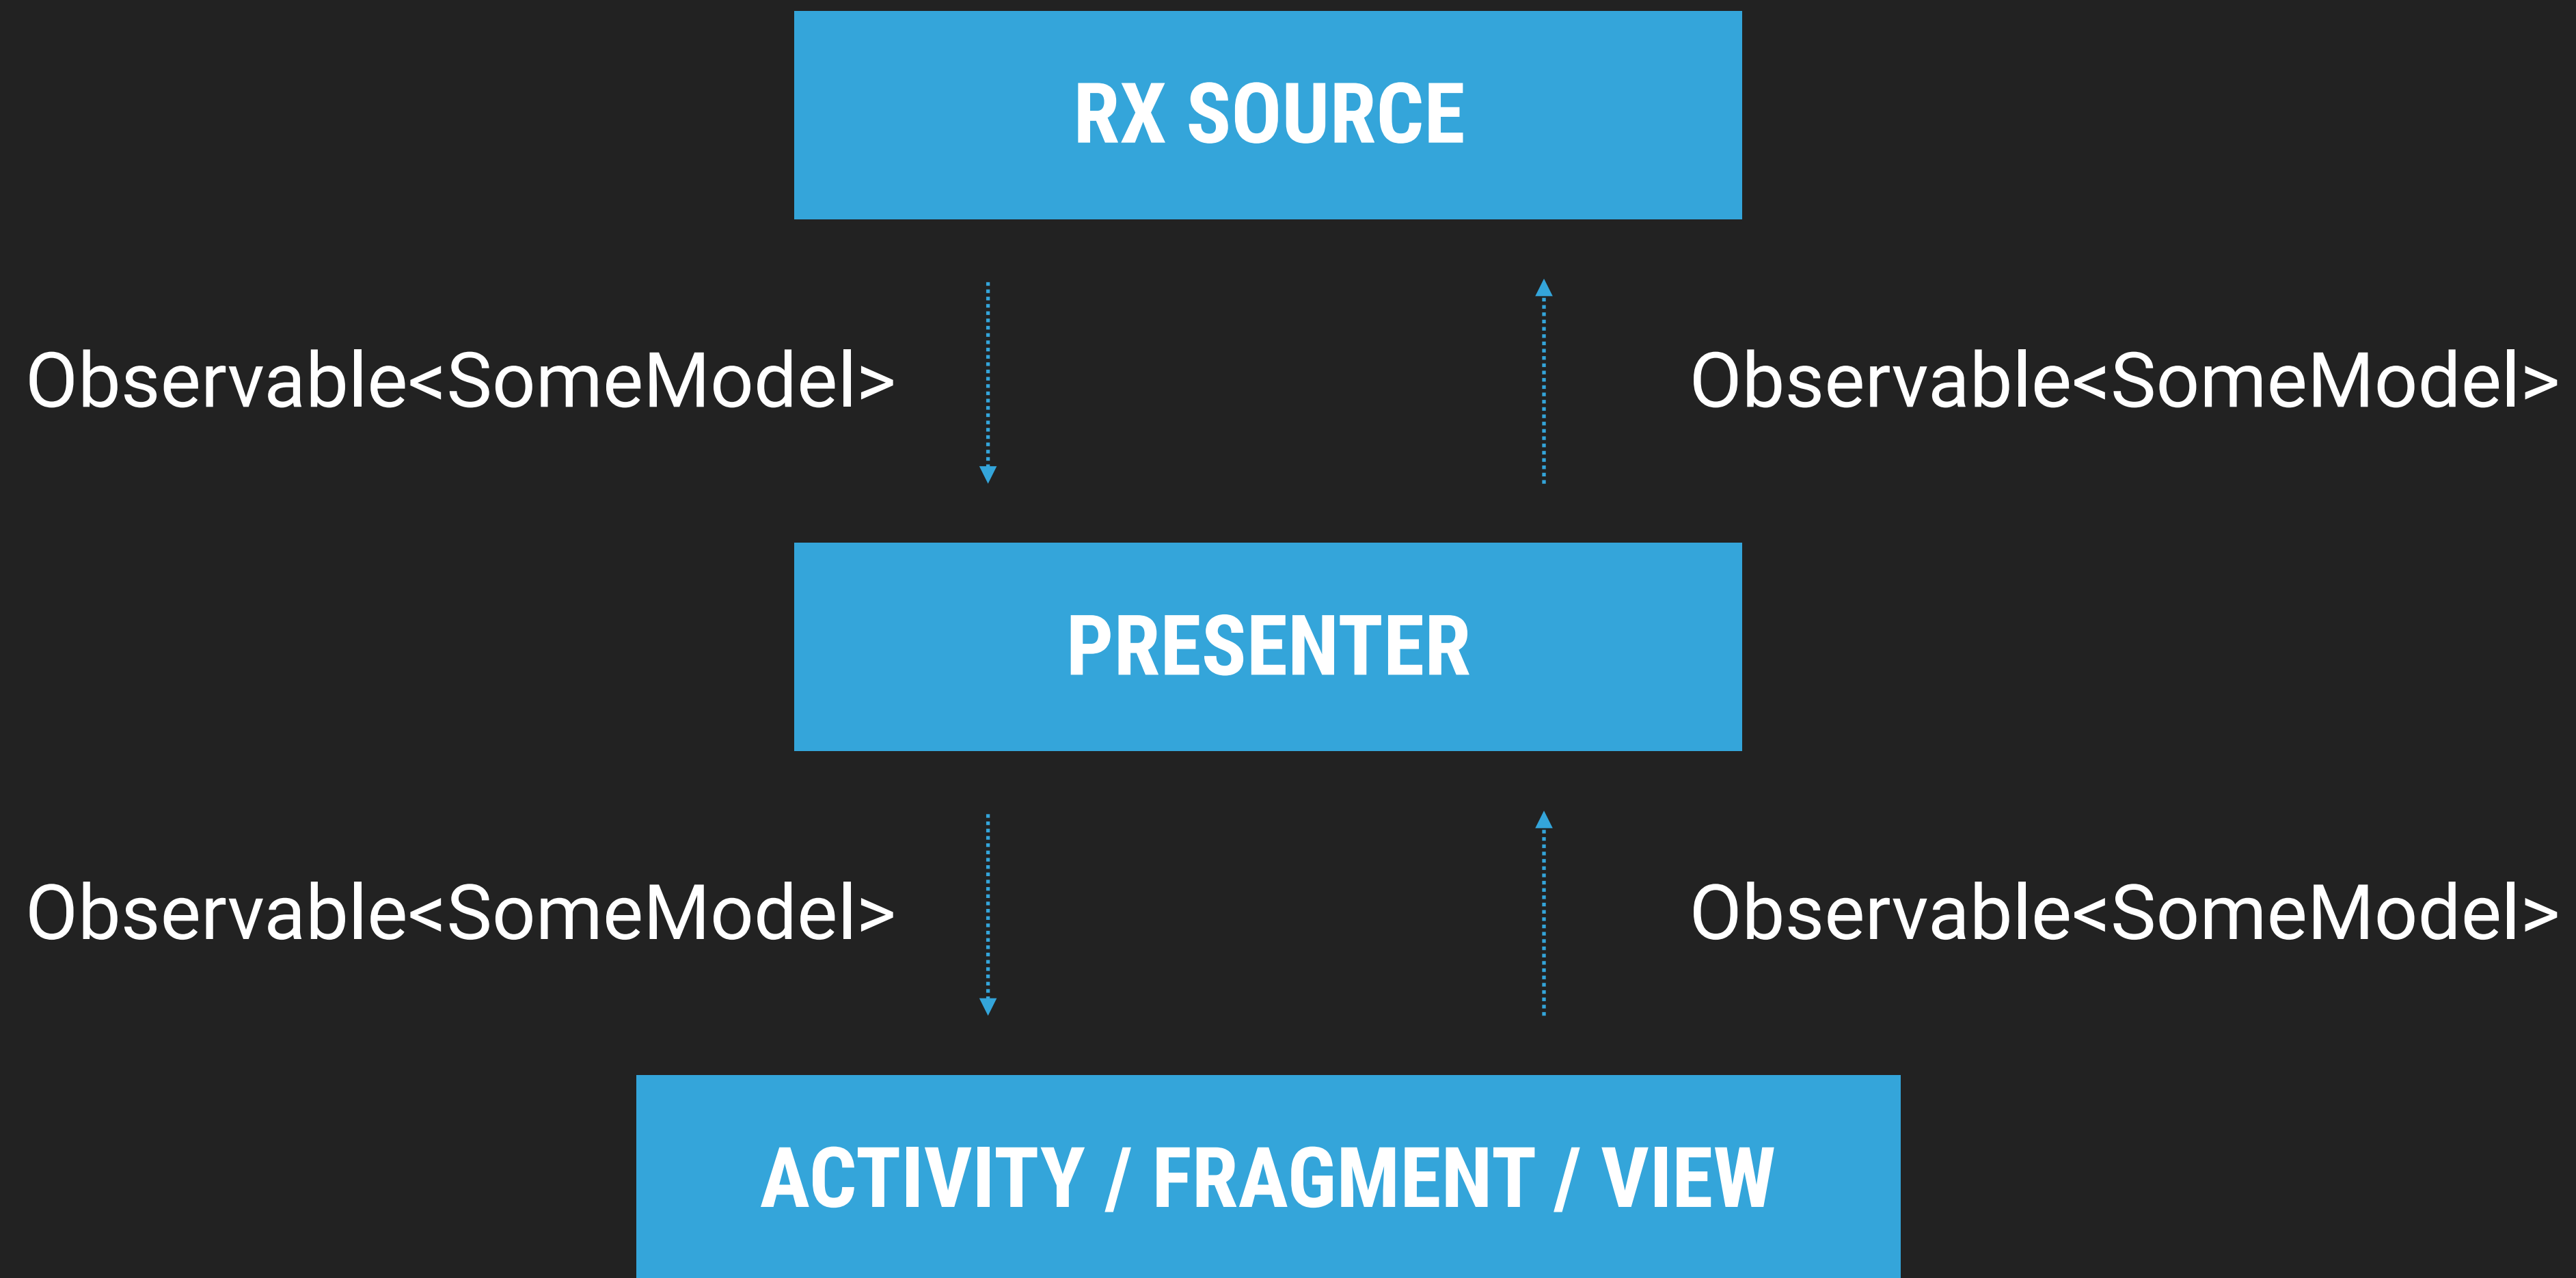 RX SOURCE
Observable<SomeModel>
Observable<SomeModel>
PRESENTER
Observable<SomeModel>
Observable<SomeModel>
ACTIVITY / FRAGMENT / VIEW